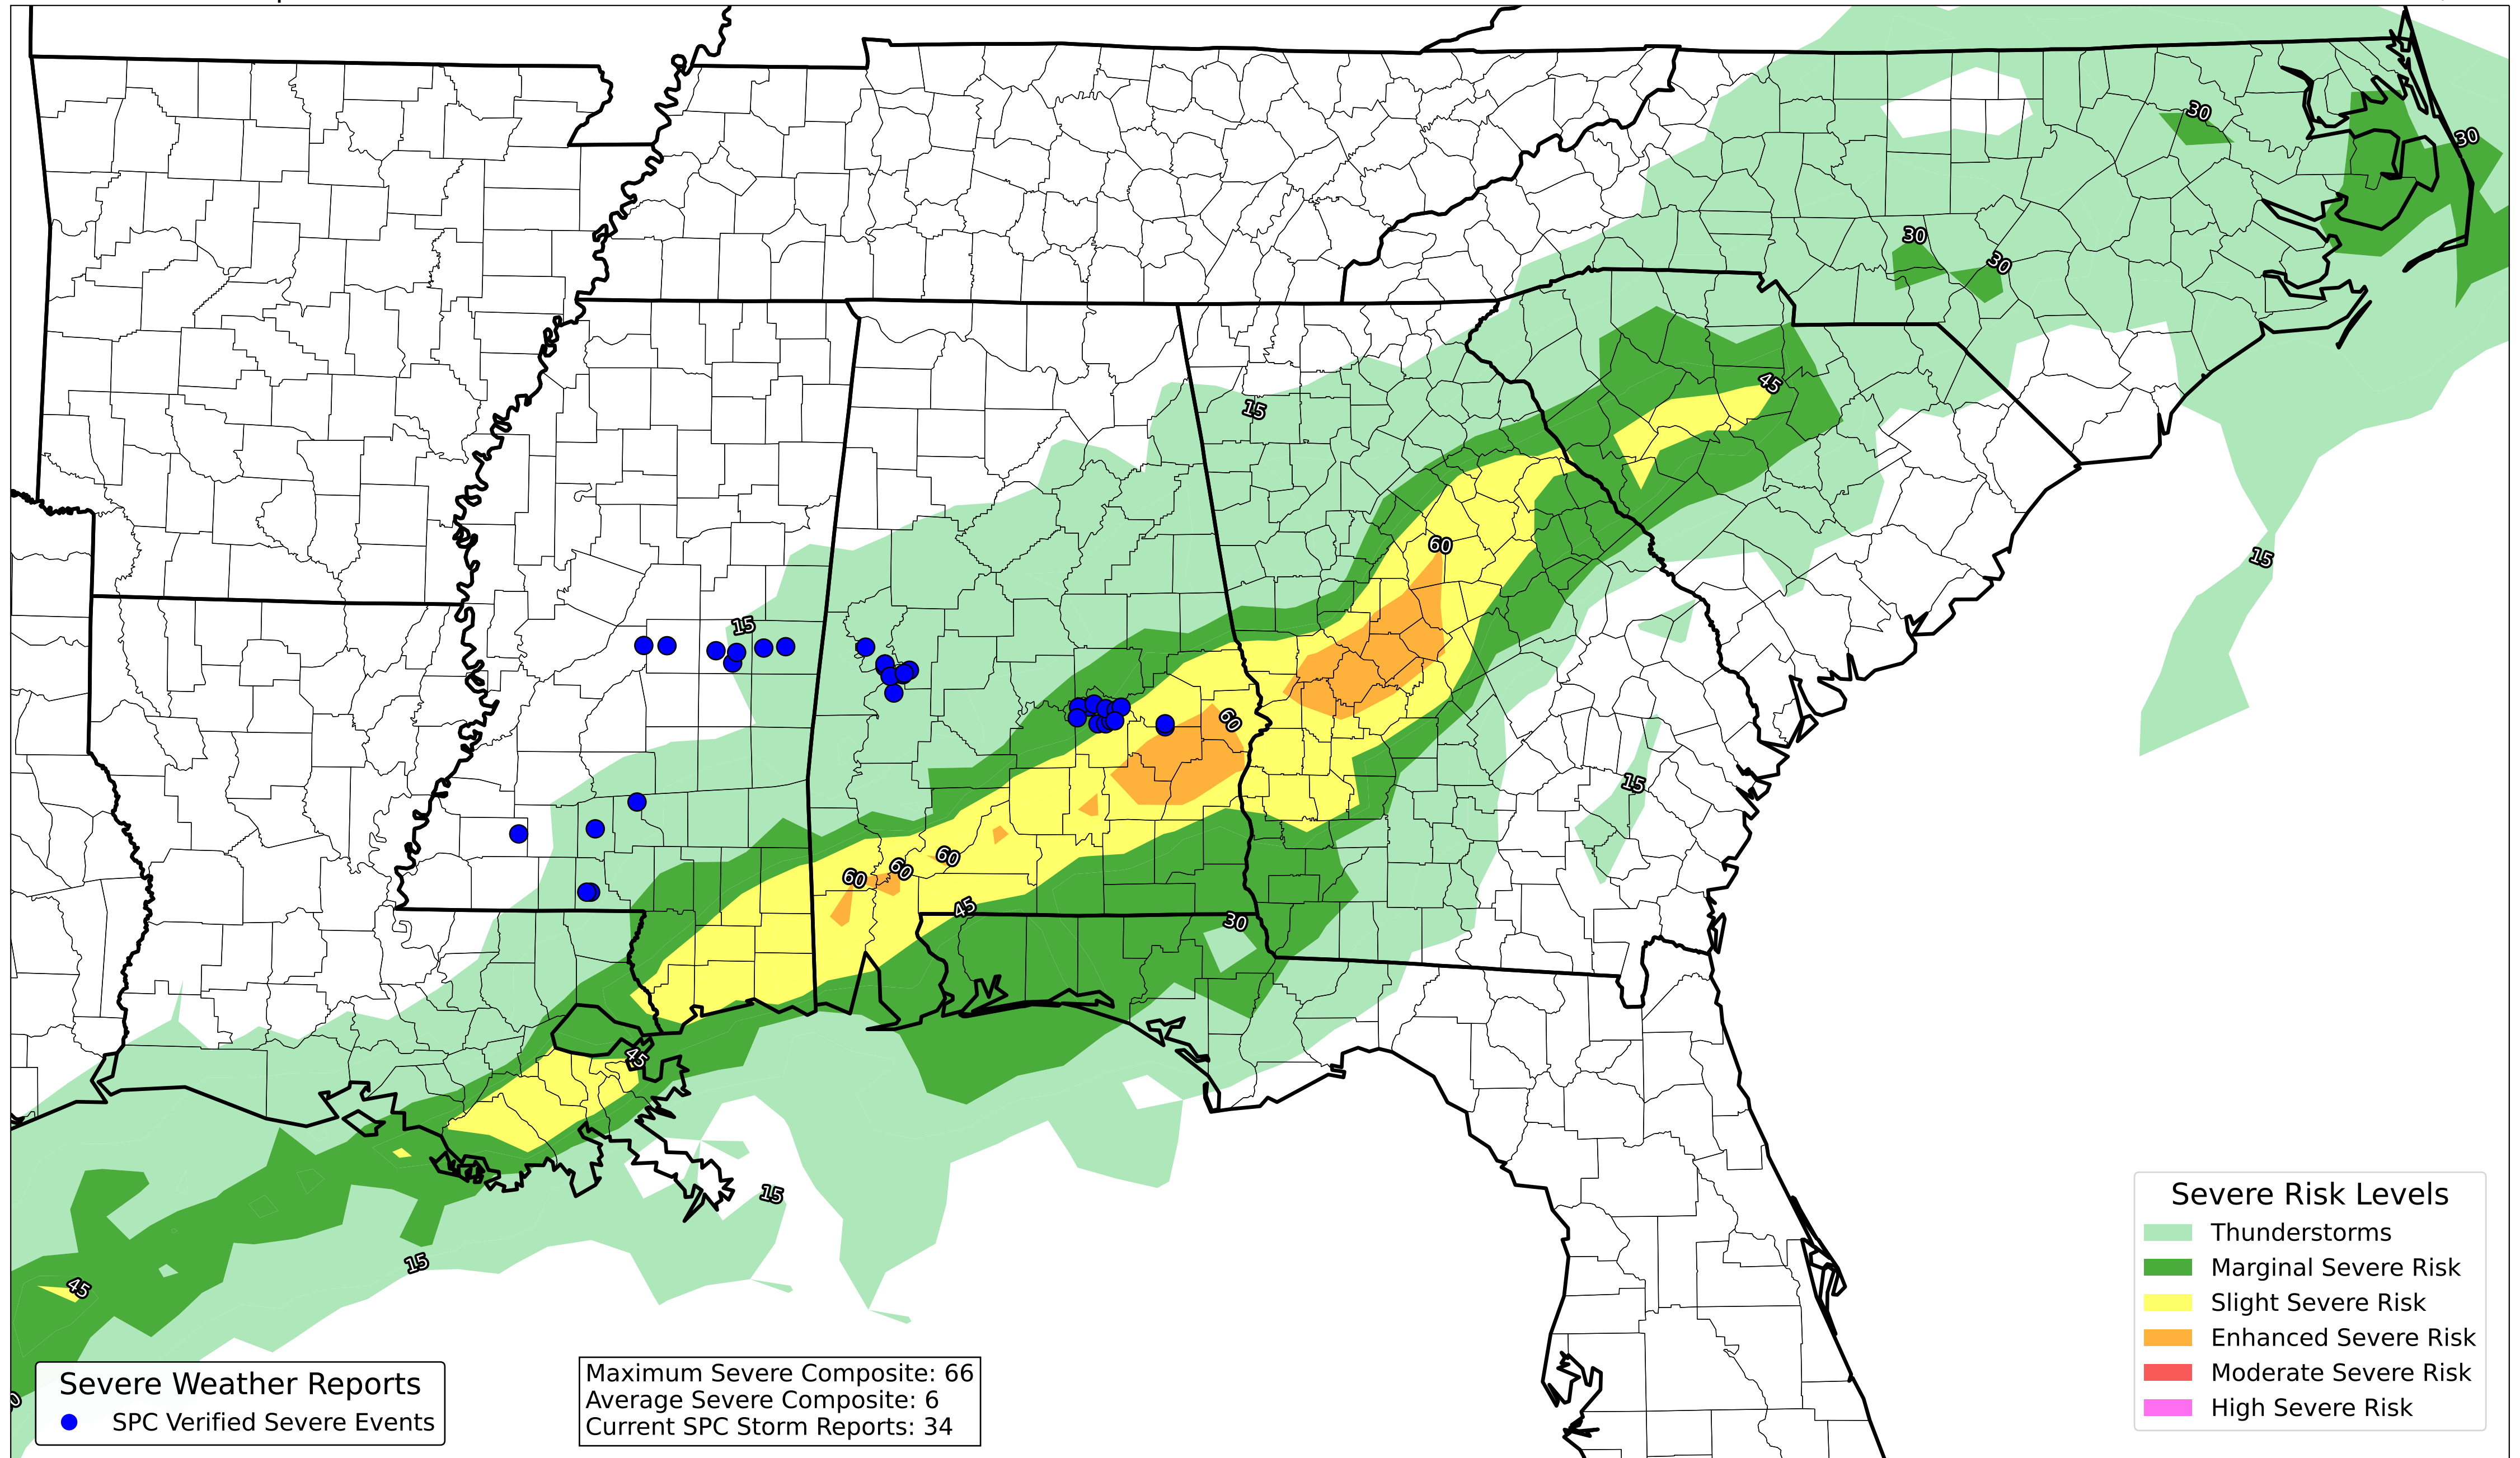 30
30
30
30
45
15
60
15
15
60
15
60
60
60
45
30
45
15
15
45
Severe Risk Levels
Thunderstorms
Marginal Severe Risk
Slight Severe Risk
Enhanced Severe Risk
Moderate Severe Risk
High Severe Risk
Severe Weather Reports
SPC Verified Severe Events
Maximum Severe Composite: 66
Average Severe Composite: 6
Current SPC Storm Reports: 34